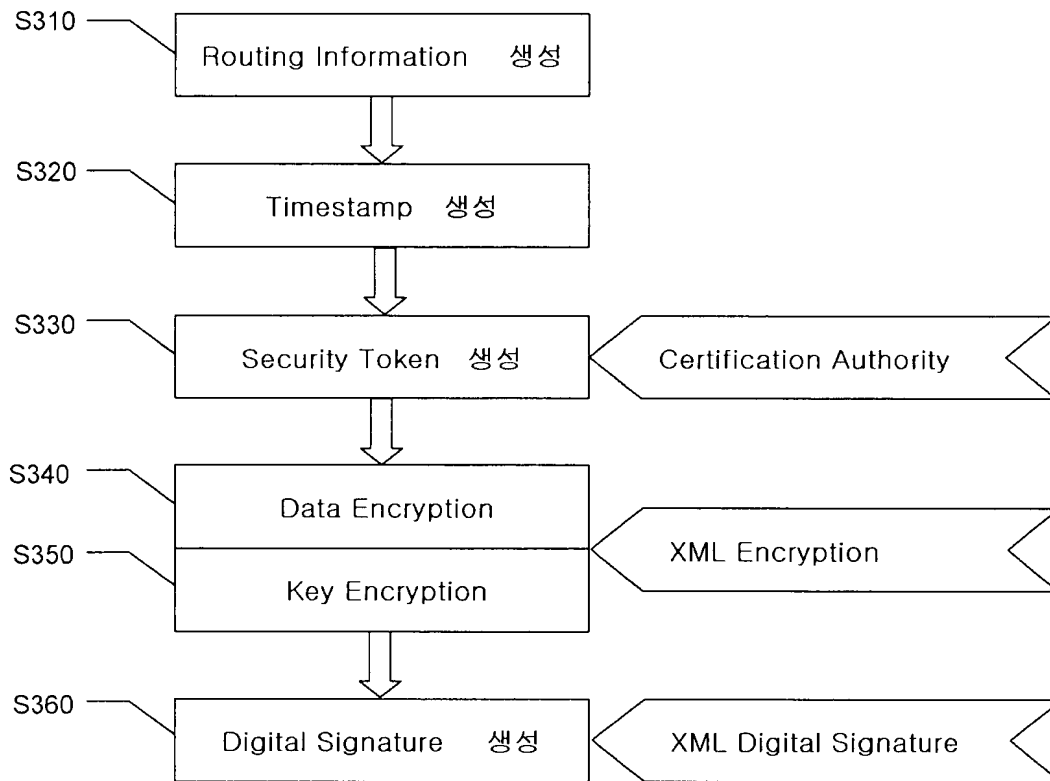 S310
Routing Information 생성
S320
Timestamp 생성
S330
Security Token 생성
Certification Authority
S340
Data Encryption
S350
XML Encryption
Key Encryption
S360
Digital Signature 생성
XML Digital Signature